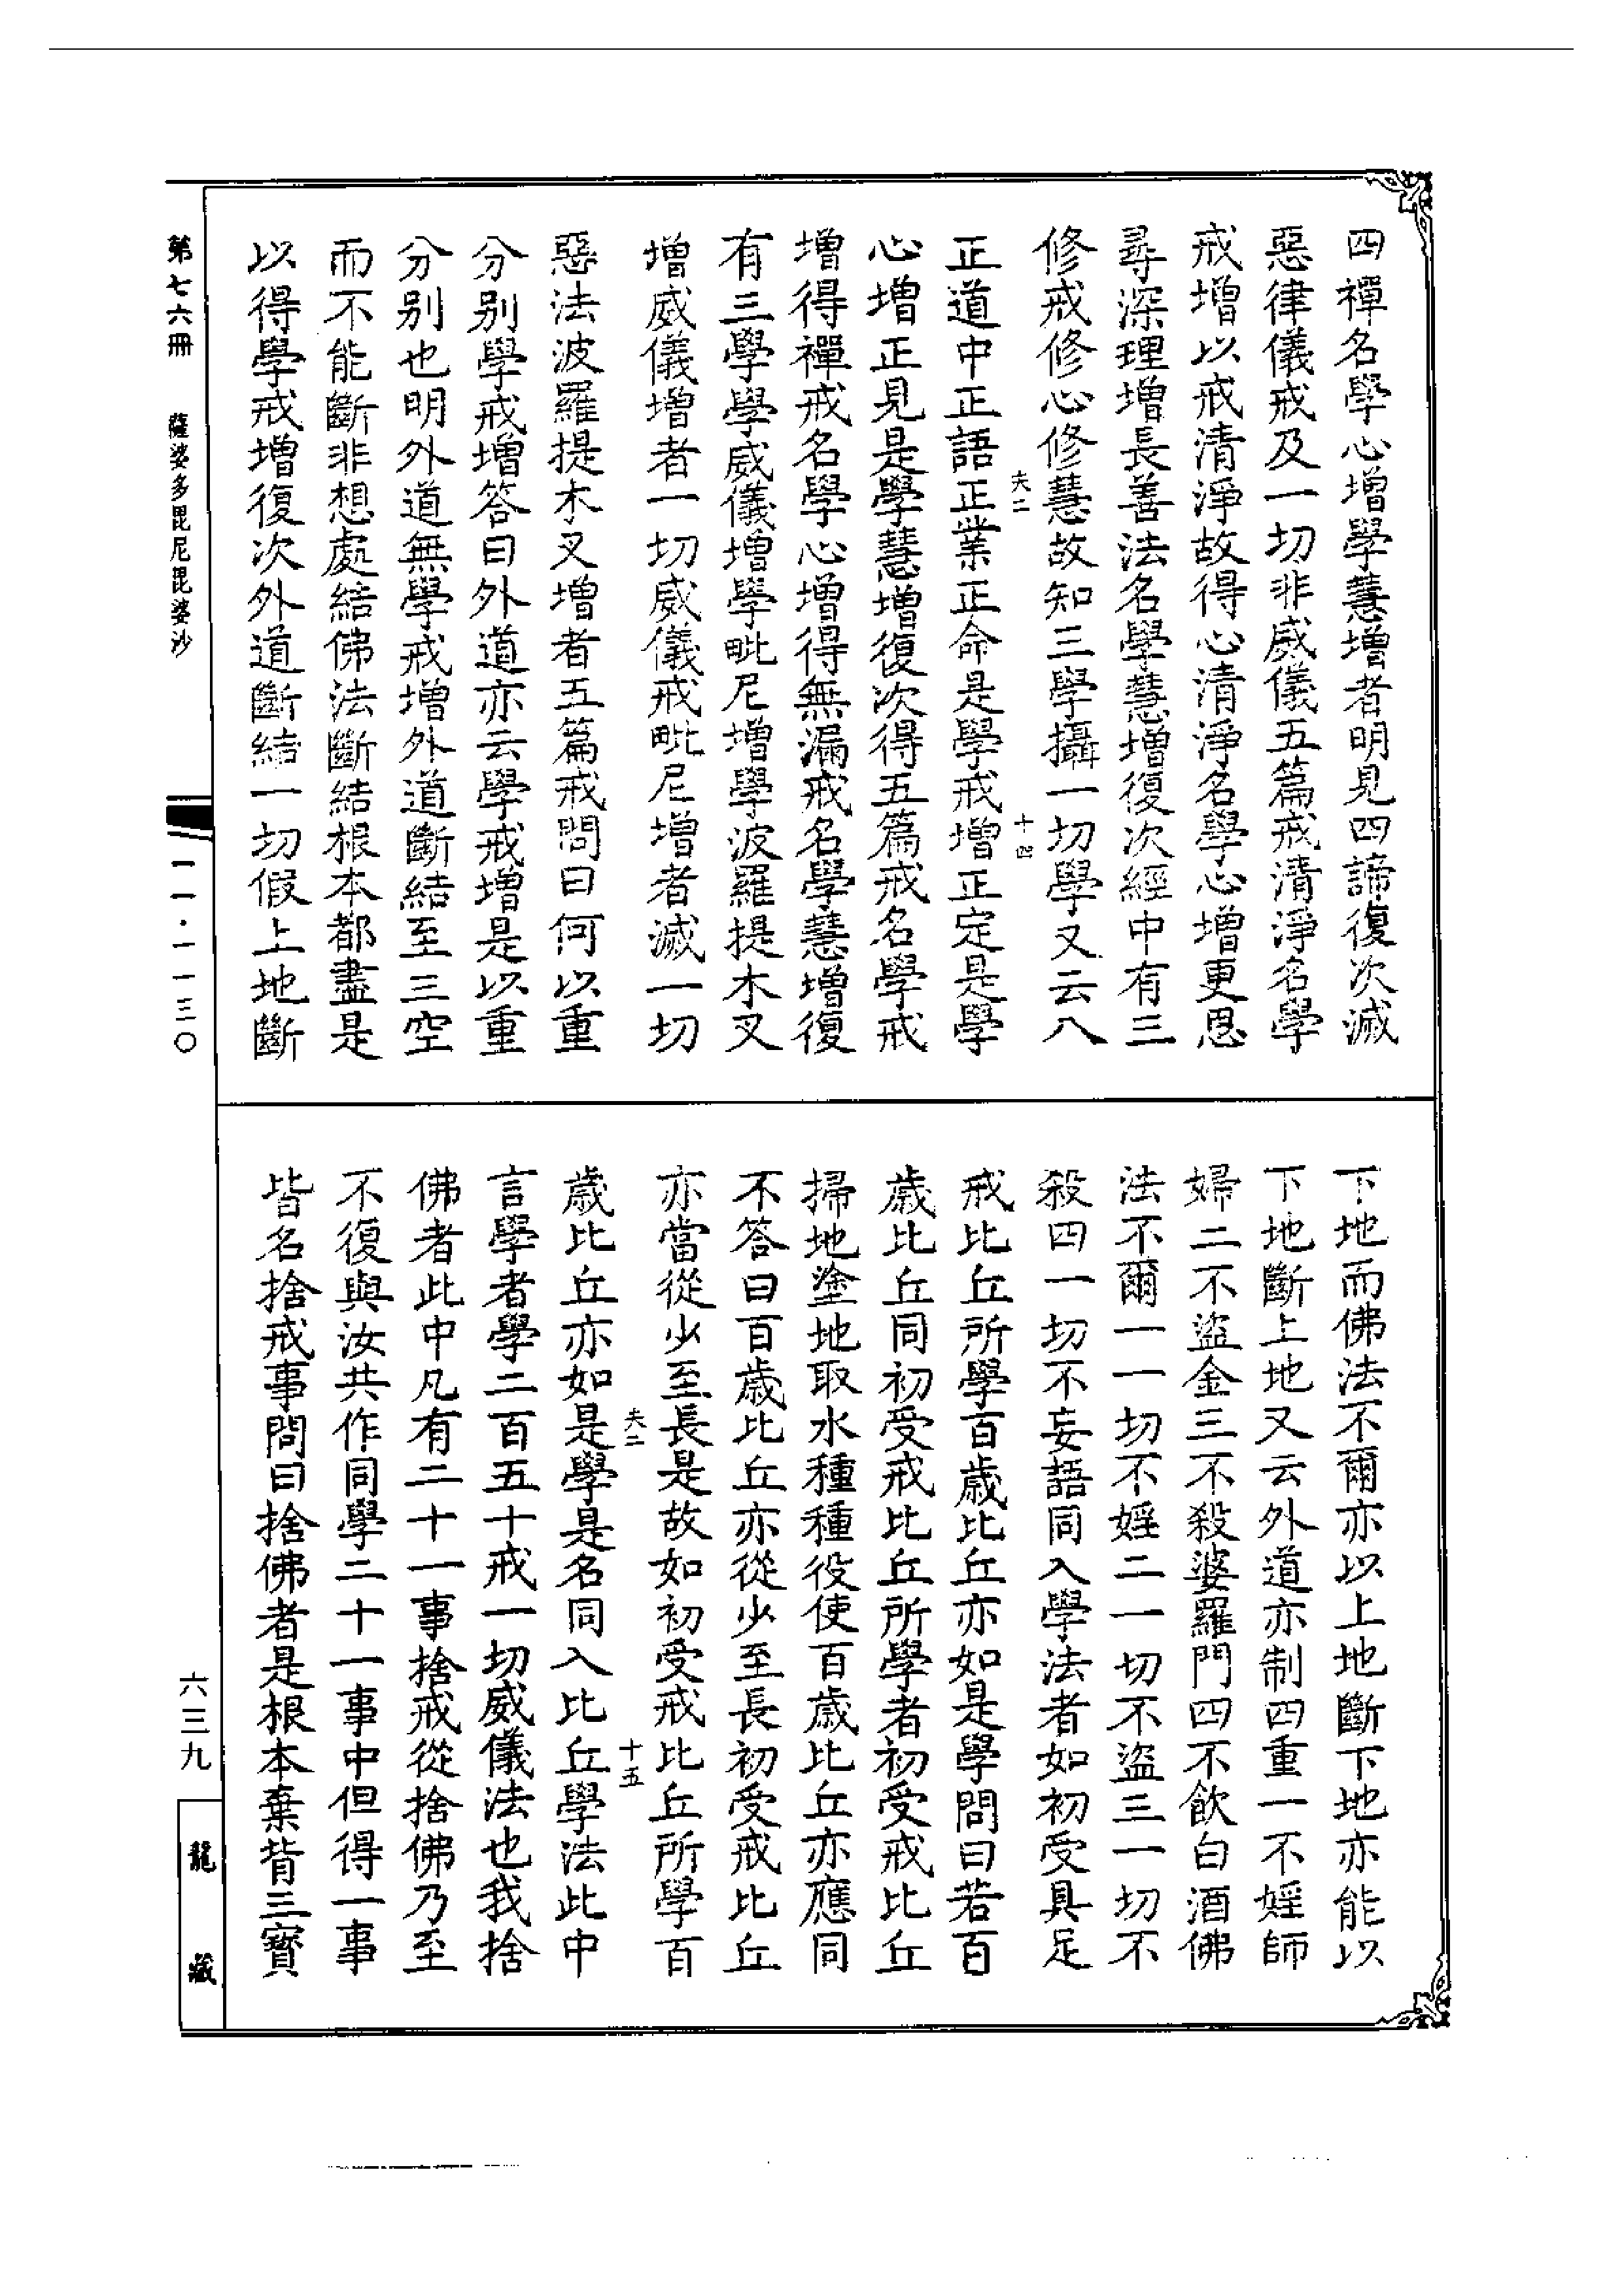 四禪名學心增學慧增者明見四諦復次滅
惡律儀戒及一切非威儀五篇戒清淨名學
戒增以戒清淨故得心清淨名學心增更思
尋深理增長善法名學慧增復次經中有三
修戒修心修慧故知三學攝一切學又云八
夫二
十四
正道中正語正業正命是學戒增正定是學
心增正見是學慧增復次得五篇戒名學戒
增得禪戒名學心增得無漏戒名學慧增復
有三學學威儀增學毗尼增學波羅提木叉
增威儀增者一切威儀戒毗尼增者滅一切
惡法波羅提木叉增者五篇戒問曰何以重
分別學戒增答曰外道亦云學戒增是以重
分別也明外道無學戒增外道斷結至三空
而不能斷非想處結佛法斷結根本都盡是
以得學戒增復次外道斷結一切假上地斷
下地而佛法不爾亦以上地斷下地亦能以
下地斷上地又云外道亦制四重一不婬師
婦二不盜金三不殺婆羅門四不飲白酒佛
法不爾一一切不婬二一切不盜三一切不
殺四一切不妄語同入學法者如初受具足
戒比丘所學百歲比丘亦如是學問曰若百
歲比丘同初受戒比丘所學者初受戒比丘
掃地塗地取水種種役使百歲比丘亦應同
不答曰百歲比丘亦從少至長初受戒比丘
亦當從少至長是故如初受戒比丘所學百
夫二
十五
歲比丘亦如是學是名同入比丘學法此中
言學者學二百五十戒一切威儀法也我捨
佛者此中凡有二十一事捨戒從捨佛乃至
不復與汝共作同學二十一事中但得一事
皆名捨戒事問曰捨佛者是根本棄背三寶
第七六冊
薩婆多毘尼毘婆沙
一一·一一三〇
六三九
龍藏